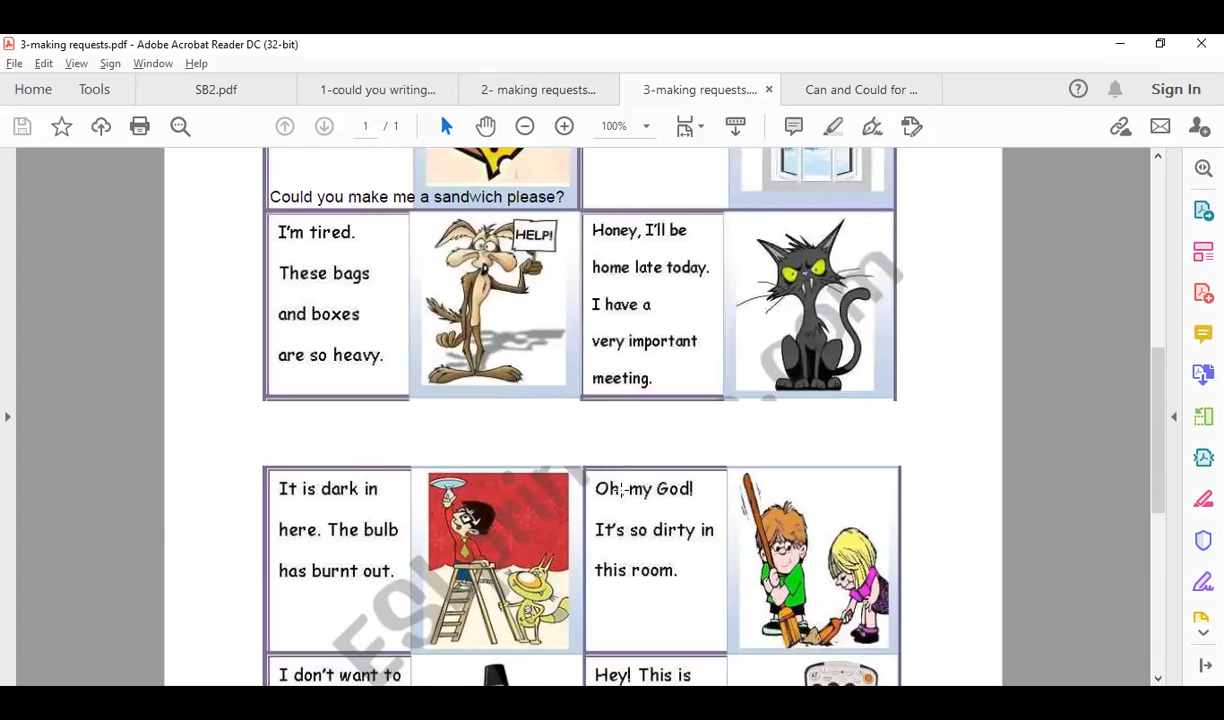 3-making requests.pdf - Adobe Acrobat Reader DC (32-bit)
File Edit View Sign Window Help
Home Tools SB2.pdf 1-could you writing... 2- making requests... 3-making requests.... × Can and Could for ... Sign In
1 / 1 100%
Could you make me a sandwich please?
I'm tired.
These bags
and boxes
are so heavy.
HELP!
Honey, I'll be
home late today.
I have a
very important
meeting.
It is dark in
here. The bulb
has burnt out.
Oh my God!
It's so dirty in
this room.
I don't want to
Hey! This is